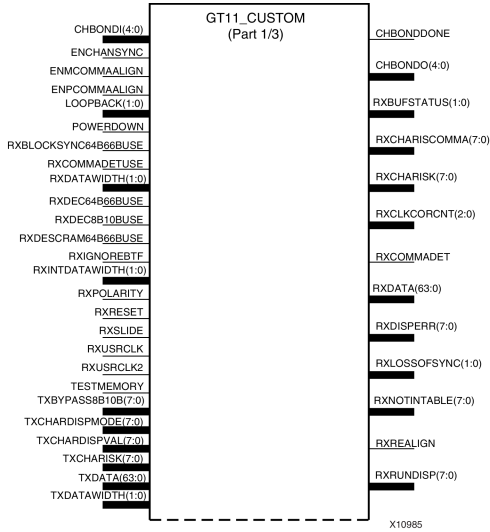 GT11_CUSTOM
(Part 1/3)
CHBONDI(4:0)
ENCHANSYNC
ENMCOMMAALIGN
ENPCOMMAALIGN
LOOPBACK(1:0)
POWERDOWN
RXBLOCKSYNC64B66BUSE
RXCOMMADETUSE
RXDATAWIDTH(1:0)
RXDEC64B66BUSE
RXDEC8B10BUSE
RXDESCRAM64B66BUSE
RXIGNOREBTF
RXINTDATAWIDTH(1:0)
RXPOLARITY
RXRESET
RXSLIDE
RXUSRCLK
RXUSRCLK2
TESTMEMORY
TXBYPASS8B10B(7:0)
TXCHARDISPMODE(7:0)
TXCHARDISPVAL(7:0)
TXCHARISK(7:0)
TXDATA(63:0)
TXDATAWIDTH(1:0)
CHBONDDONE
CHBONDO(4:0)
RXBUFSTATUS(1:0)
RXCHARISCOMMA(7:0)
RXCHARISK(7:0)
RXCLKCORCNT(2:0)
RXCOMMADET
RXDATA(63:0)
RXDISPERR(7:0)
RXLOSSOFSYNC(1:0)
RXNOTINTABLE(7:0)
RXREALIGN
RXRUNDISP(7:0)
X10985